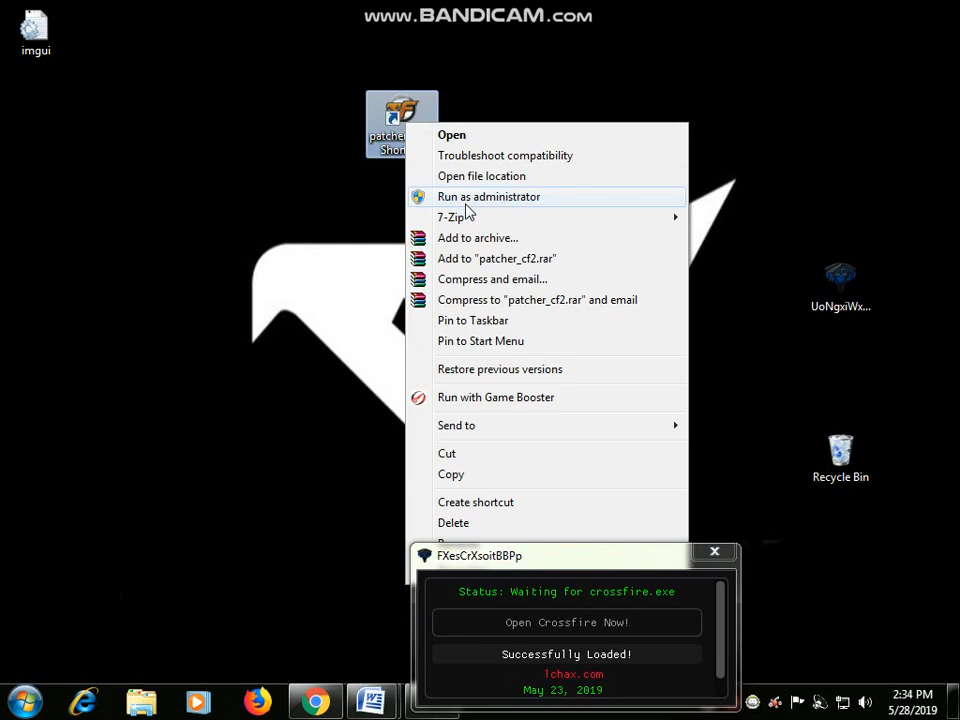 www.BANDICAM.com
imgui
patche
Shor
Open
Troubleshoot compatibility
Open file location
Run as administrator
7-Zip
Add to archive...
Add to "patcher_cf2.rar"
Compress and email...
Compress to "patcher_cf2.rar" and email
Pin to Taskbar
Pin to Start Menu
Restore previous versions
Run with Game Booster
Send to
Cut
Copy
Create shortcut
Delete
UoNgxiWx...
Recycle Bin
FXesCrXsoitBBPp
Status: Waiting for crossfire.exe
Open Crossfire Now!
Successfully Loaded!
lchax.com
May 23, 2019
2:34 PM
5/28/2019